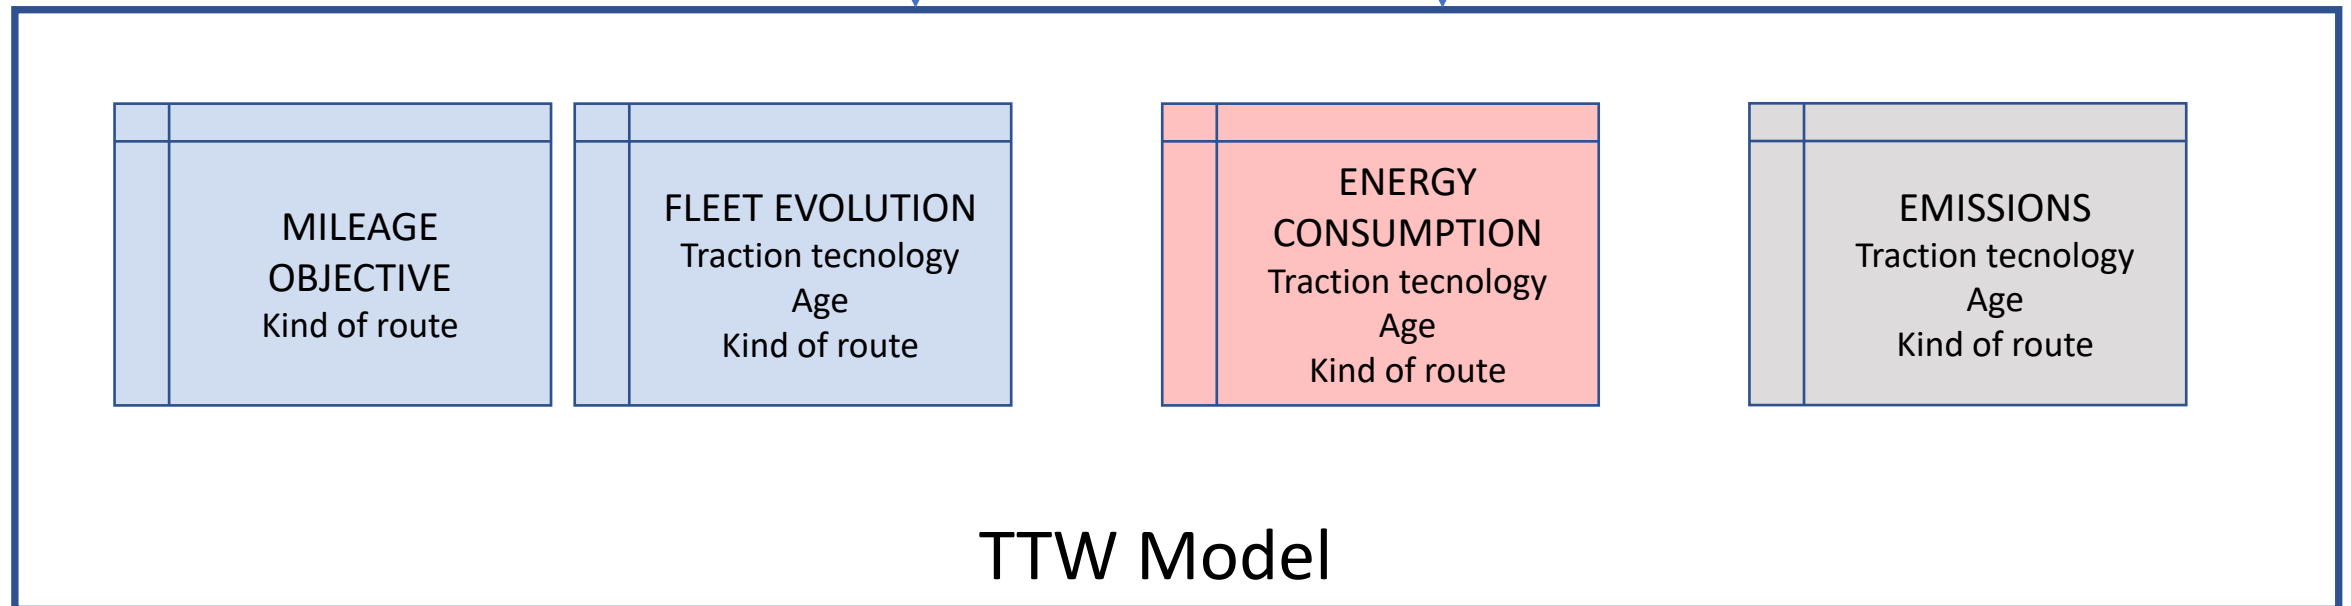 MILEAGE
OBJECTIVE
Kind of route
FLEET EVOLUTION
Traction tecnology
Age
Kind of route
ENERGY
CONSUMPTION
Traction tecnology
Age
Kind of route
EMISSIONS
Traction tecnology
Age
Kind of route
TTW Model